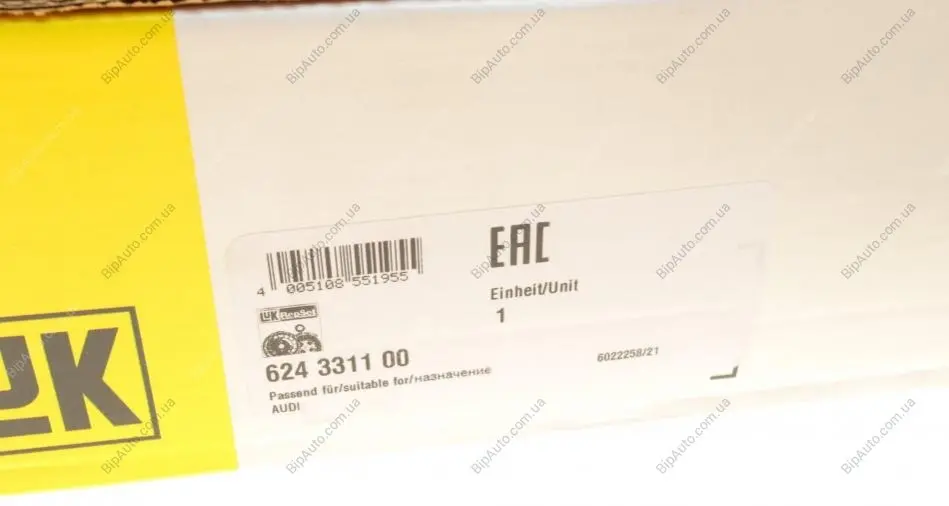 EAC
4 005108 551955
Einheit/Unit
1
LUK RepSet
624 3311 00
6022258/21
Passend für/suitable for/назначение
AUDI
LUK
BipAuto.com.ua